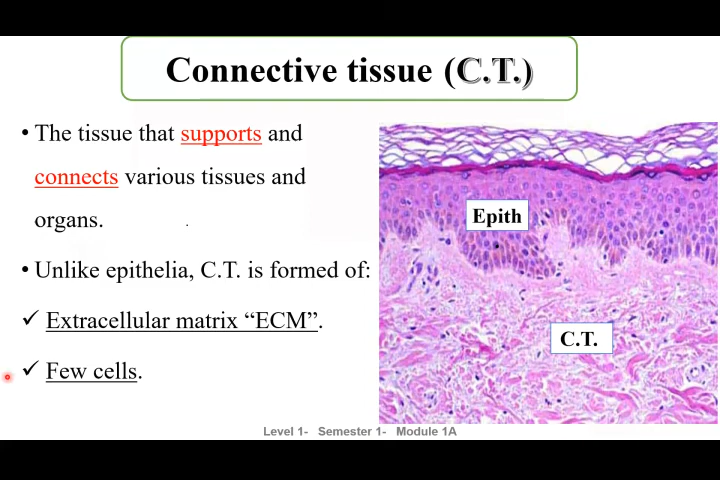 Connective tissue (C.T.)
• The tissue that supports and
connects various tissues and
organs.
• Unlike epithelia, C.T. is formed of:
✓ Extracellular matrix “ECM”.
✓ Few cells.
Epith
C.T.
Level 1- Semester 1- Module 1A